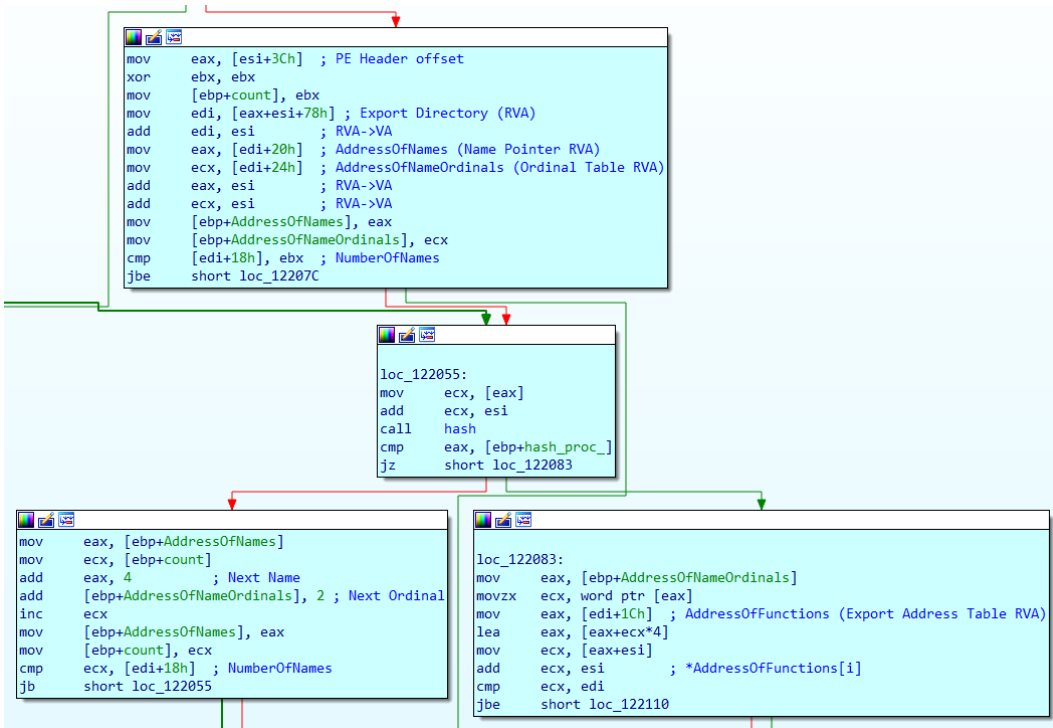 mov eax, [esi+3Ch] ; PE Header offset
xor ebx, ebx
mov [ebp+count], ebx
mov edi, [eax+esi+78h] ; Export Directory (RVA)
add edi, esi ; RVA->VA
mov eax, [edi+20h] ; AddressOfNames (Name Pointer RVA)
mov ecx, [edi+24h] ; AddressOfNameOrdinals (Ordinal Table RVA)
add eax, esi ; RVA->VA
add ecx, esi ; RVA->VA
mov [ebp+AddressOfNames], eax
mov [ebp+AddressOfNameOrdinals], ecx
cmp [edi+18h], ebx ; NumberOfNames
jbe short loc_12207C
loc_122055:
mov ecx, [eax]
add ecx, esi
call hash
cmp eax, [ebp+hash_proc_]
jz short loc_122083
mov eax, [ebp+AddressOfNames]
mov ecx, [ebp+count]
add eax, 4 ; Next Name
add [ebp+AddressOfNameOrdinals], 2 ; Next Ordinal
inc ecx
mov [ebp+AddressOfNames], eax
mov [ebp+count], ecx
cmp ecx, [edi+18h] ; NumberOfNames
jb short loc_122055
loc_122083:
mov eax, [ebp+AddressOfNameOrdinals]
movzx ecx, word ptr [eax]
mov eax, [edi+1Ch] ; AddressOfFunctions (Export Address Table RVA)
lea eax, [eax+ecx*4]
mov ecx, [eax+esi]
add ecx, esi ; *AddressOfFunctions[i]
cmp ecx, edi
jbe short loc_122110